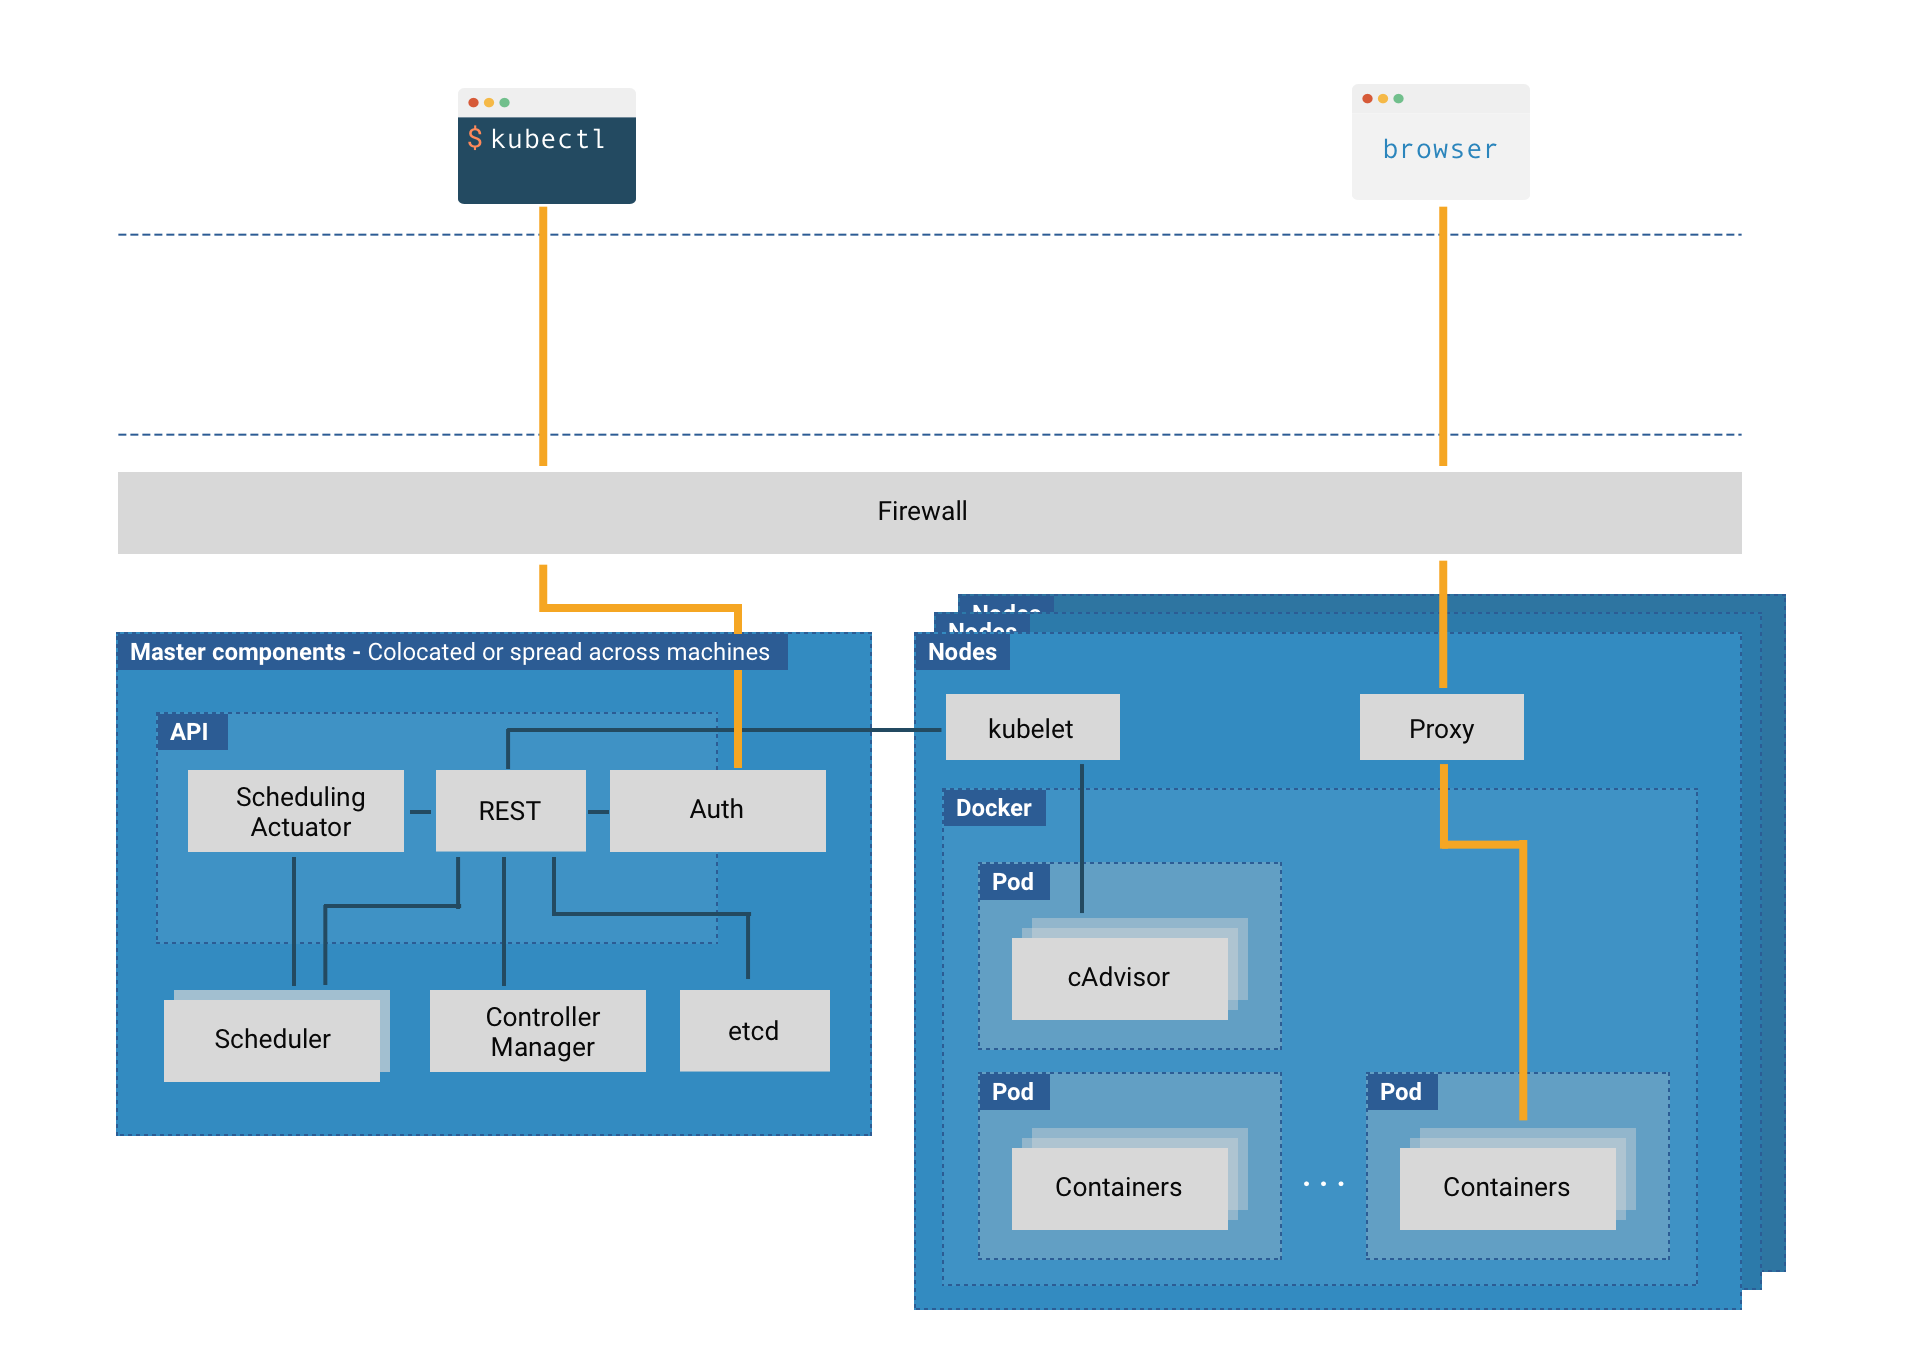 $ kubectl
browser
Firewall
Nodes
Nodes
Master components - Colocated or spread across machines
Nodes
API
kubelet
Proxy
Scheduling
Actuator
REST
Auth
Docker
Pod
cAdvisor
Scheduler
Controller
Manager
etcd
Pod
Pod
Containers
. . .
Containers